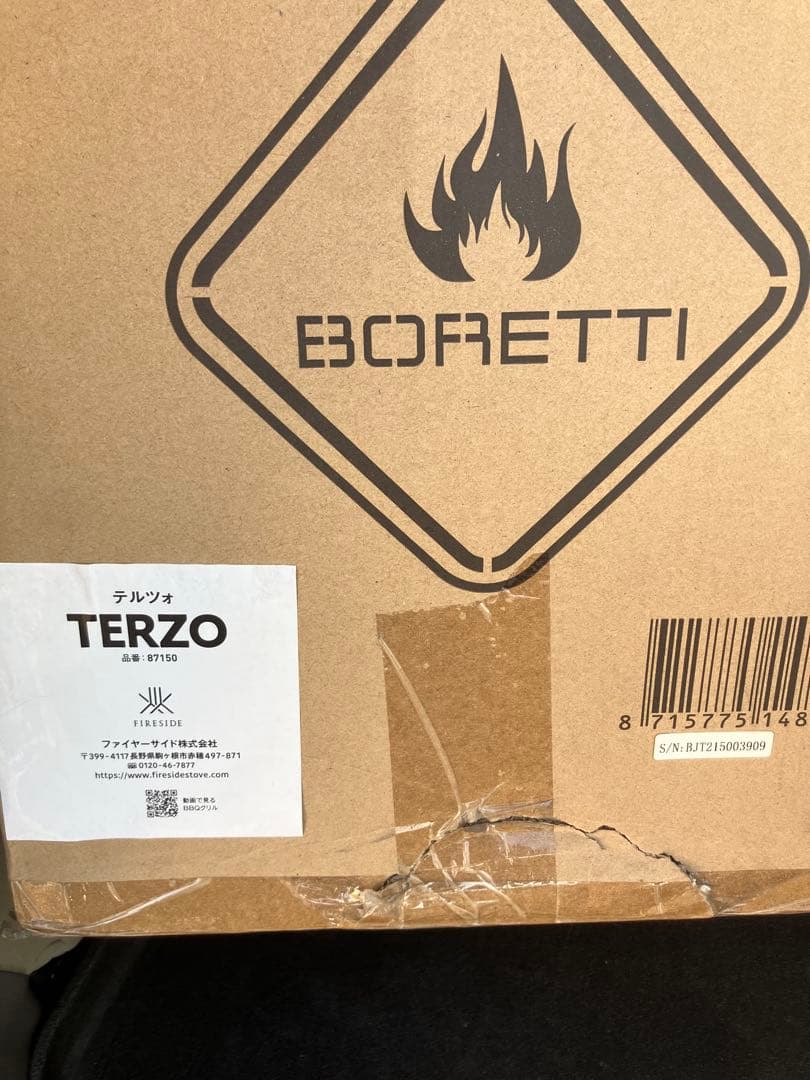 BORETTI
テルツォ
TERZO
品番:87150
FIRESIDE
ファイヤーサイド株式会社
〒399-4117 長野県駒ヶ根市赤穂497-871
☎ 0120-46-7877
https://www.firesidestove.com
動画で見る
BBQグリル
8 715775 148
S/N: BJT215003909